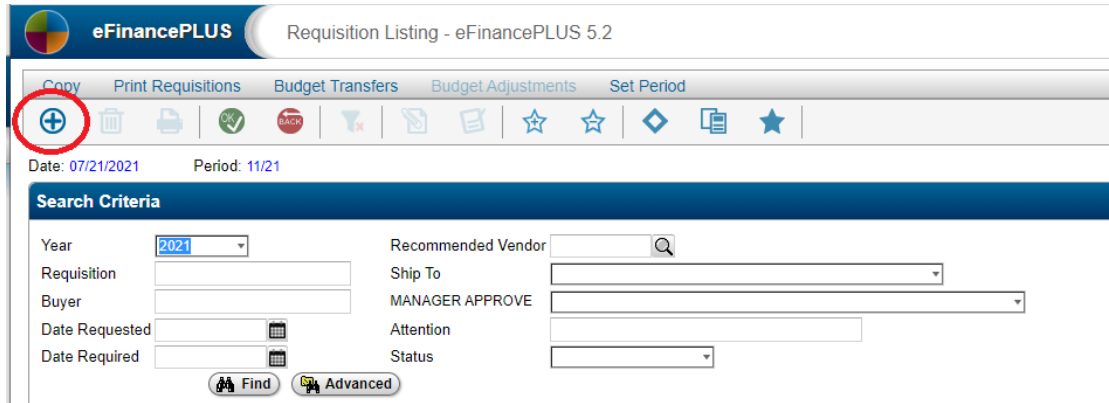 eFinancePLUS Requisition Listing - eFinancePLUS 5.2
Copy Print Requisitions Budget Transfers Budget Adjustments Set Period
OK BACK
Date: 07/21/2021 Period: 11/21
Search Criteria
Year 2021 Recommended Vendor
Requisition Ship To
Buyer MANAGER APPROVE
Date Requested Attention
Date Required Status
Find Advanced